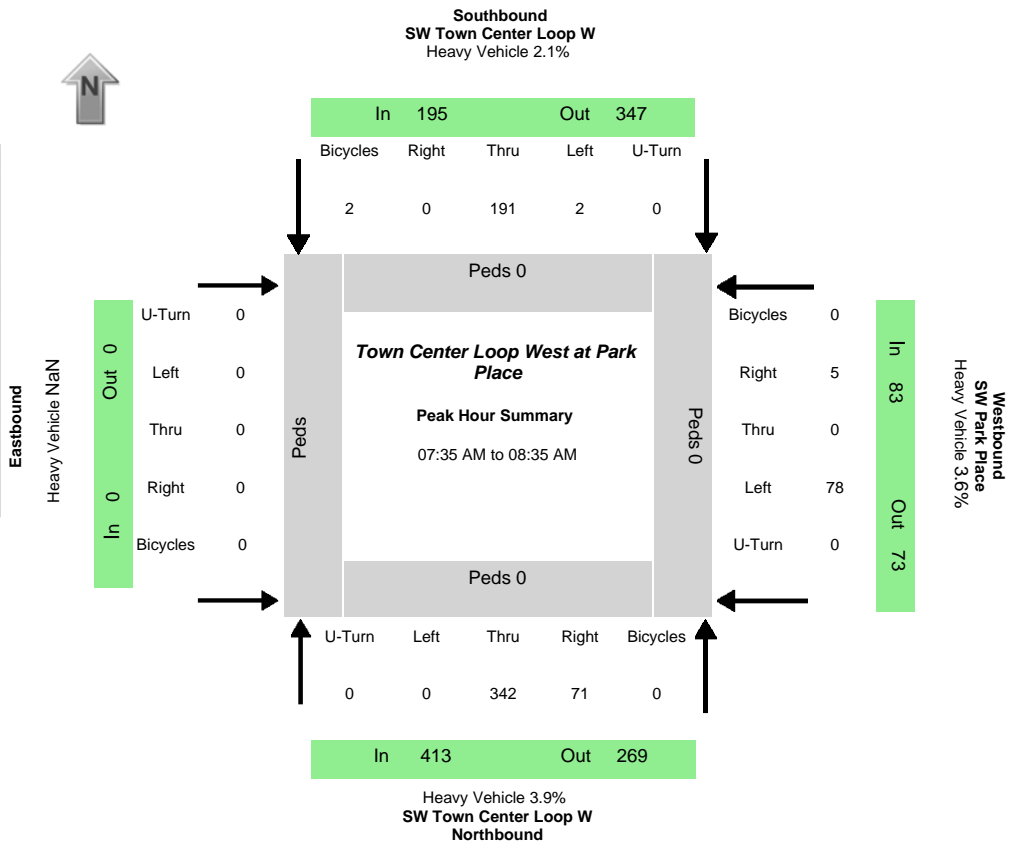 Southbound
SW Town Center Loop W
Heavy Vehicle 2.1%
N
In 195 Out 347
Bicycles Right Thru Left U-Turn
2 0 191 2 0
Peds 0
Eastbound
Heavy Vehicle NaN
In 0 Out 0
U-Turn 0
Left 0
Thru 0
Right 0
Bicycles 0
Peds
Town Center Loop West at Park
Place
Peak Hour Summary
07:35 AM to 08:35 AM
Peds 0
Bicycles 0
Right 5
Thru 0
Left 78
U-Turn 0
In 83 Out 73
Westbound
SW Park Place
Heavy Vehicle 3.6%
Peds 0
U-Turn Left Thru Right Bicycles
0 0 342 71 0
In 413 Out 269
Heavy Vehicle 3.9%
SW Town Center Loop W
Northbound